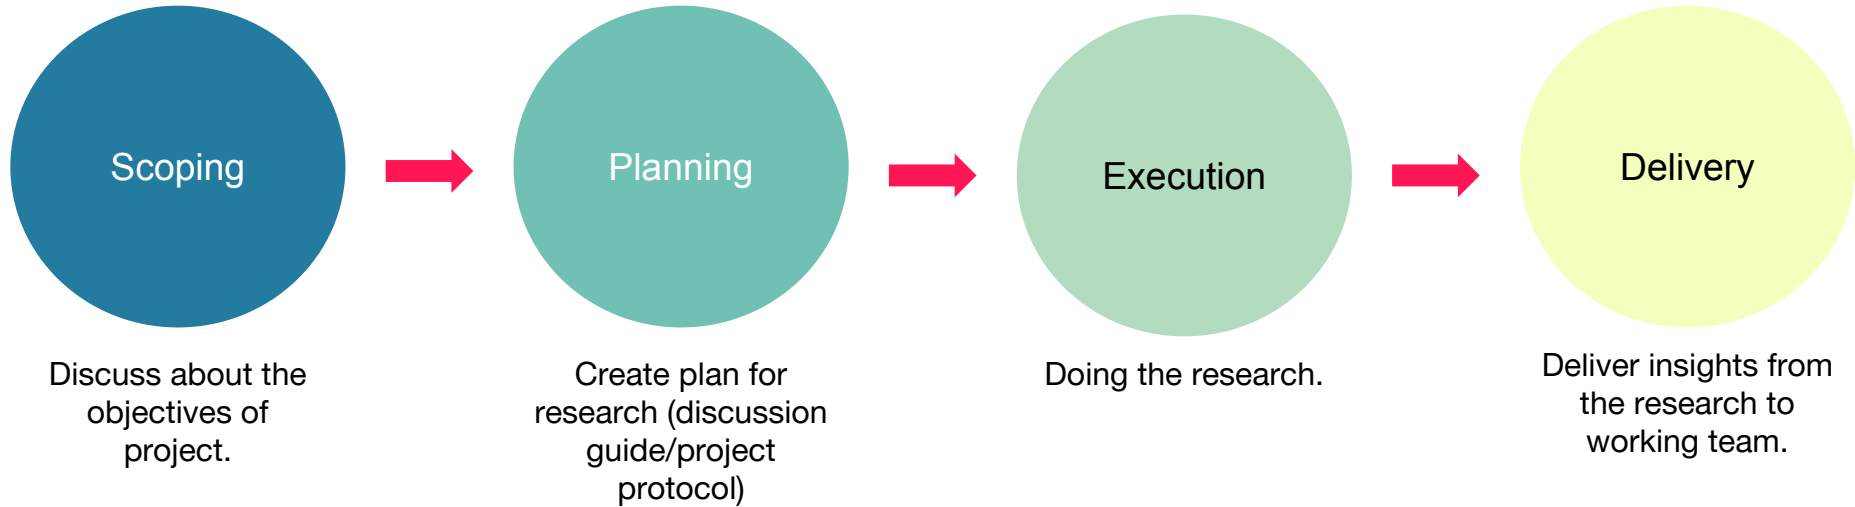 Scoping
Planning
Execution
Delivery
Discuss about the
objectives of
project.
Create plan for
research (discussion
guide/project
protocol)
Doing the research.
Deliver insights from
the research to
working team.